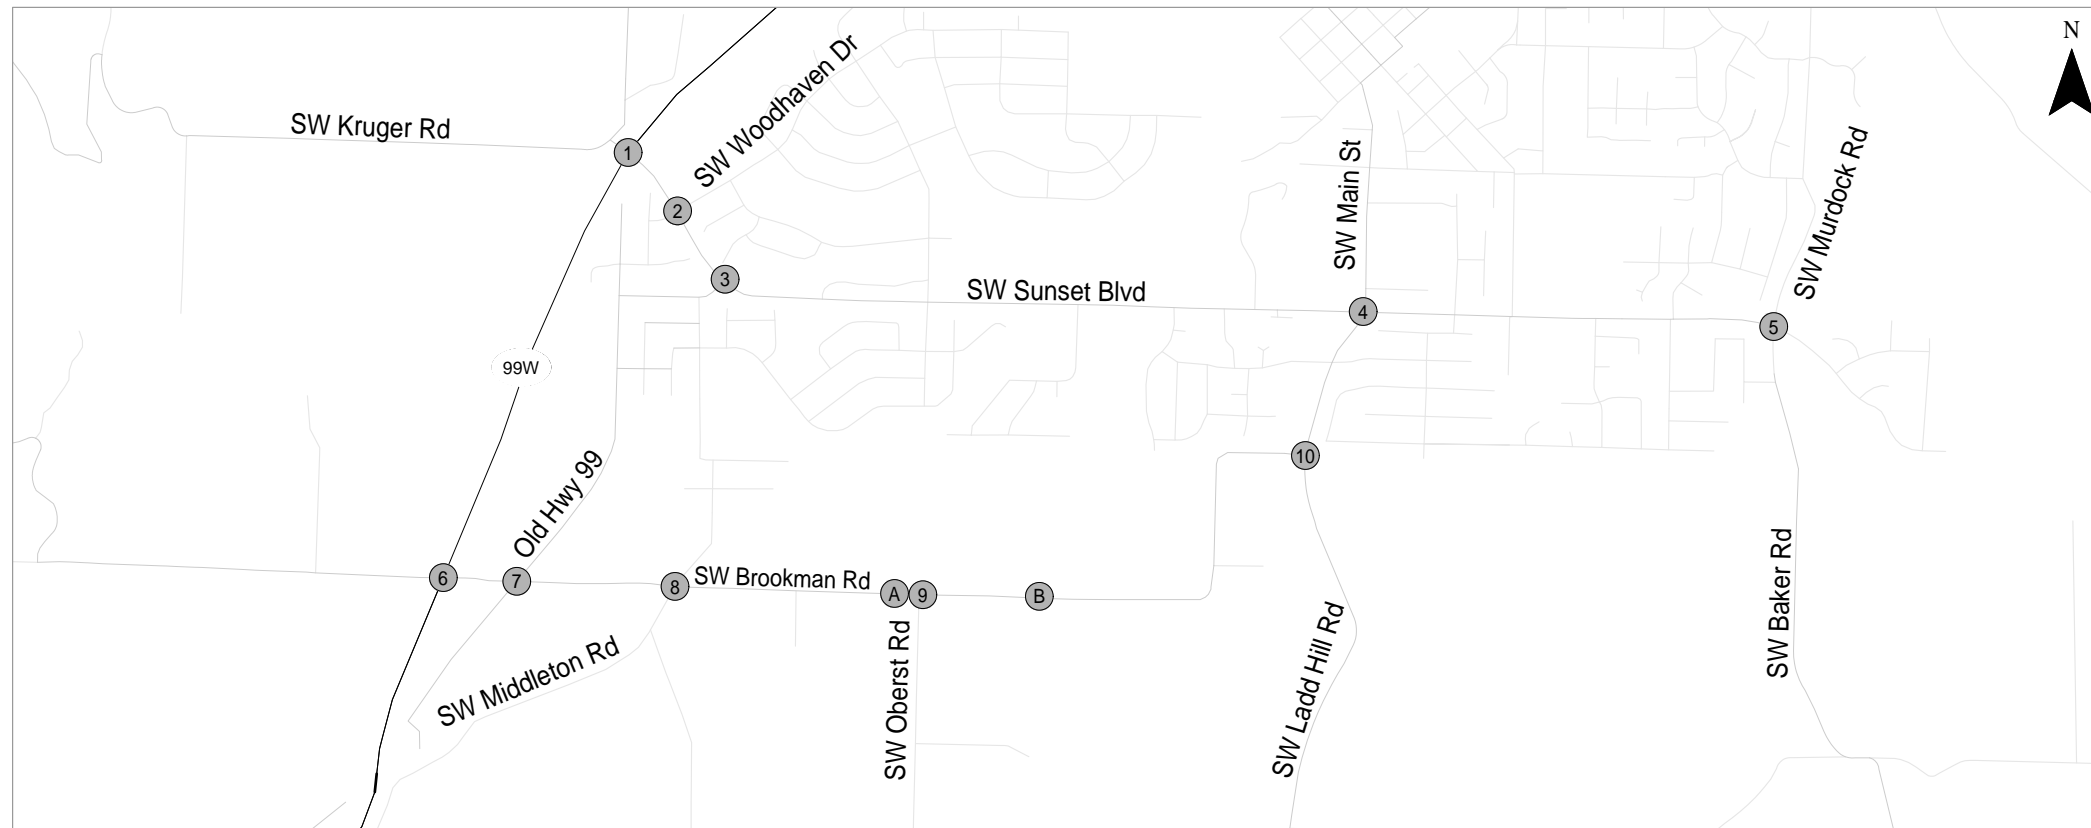 N
SW Woodhaven Dr
SW Kruger Rd
1
SW Murdock Rd
SW Main St
2
3
SW Sunset Blvd
4
5
99W
Old Hwy 99
10
6
7
8
SW Brookman Rd
A
9
B
SW Baker Rd
SW Middleton Rd
SW Oberst Rd
SW Ladd Hill Rd